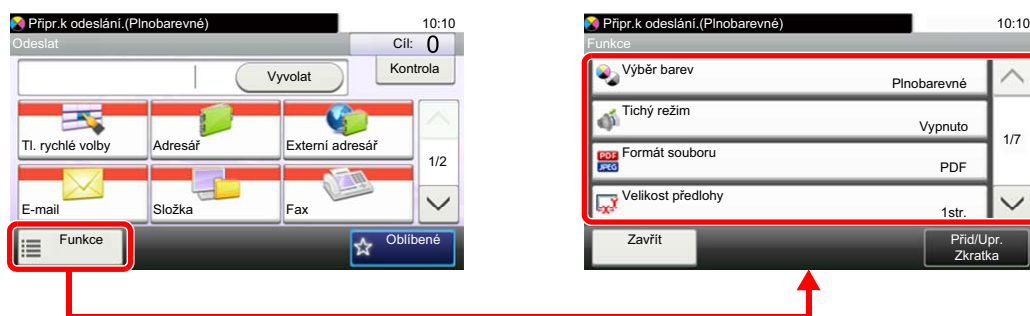 Připr.k odeslání.(Plnobarevné)
10:10
Odeslat
Cíl: 0
Vyvolat
Kontrola
Tl. rychlé volby
Adresář
Externí adresář
1/2
E-mail
Složka
Fax
Funkce
Oblíbené
Připr.k odeslání.(Plnobarevné)
10:10
Funkce
Výběr barev
Plnobarevné
Tichý režim
Vypnuto
1/7
PDF
JPEG
Formát souboru
PDF
Velikost předlohy
1str.
Zavřít
Přid/Upr.
Zkratka